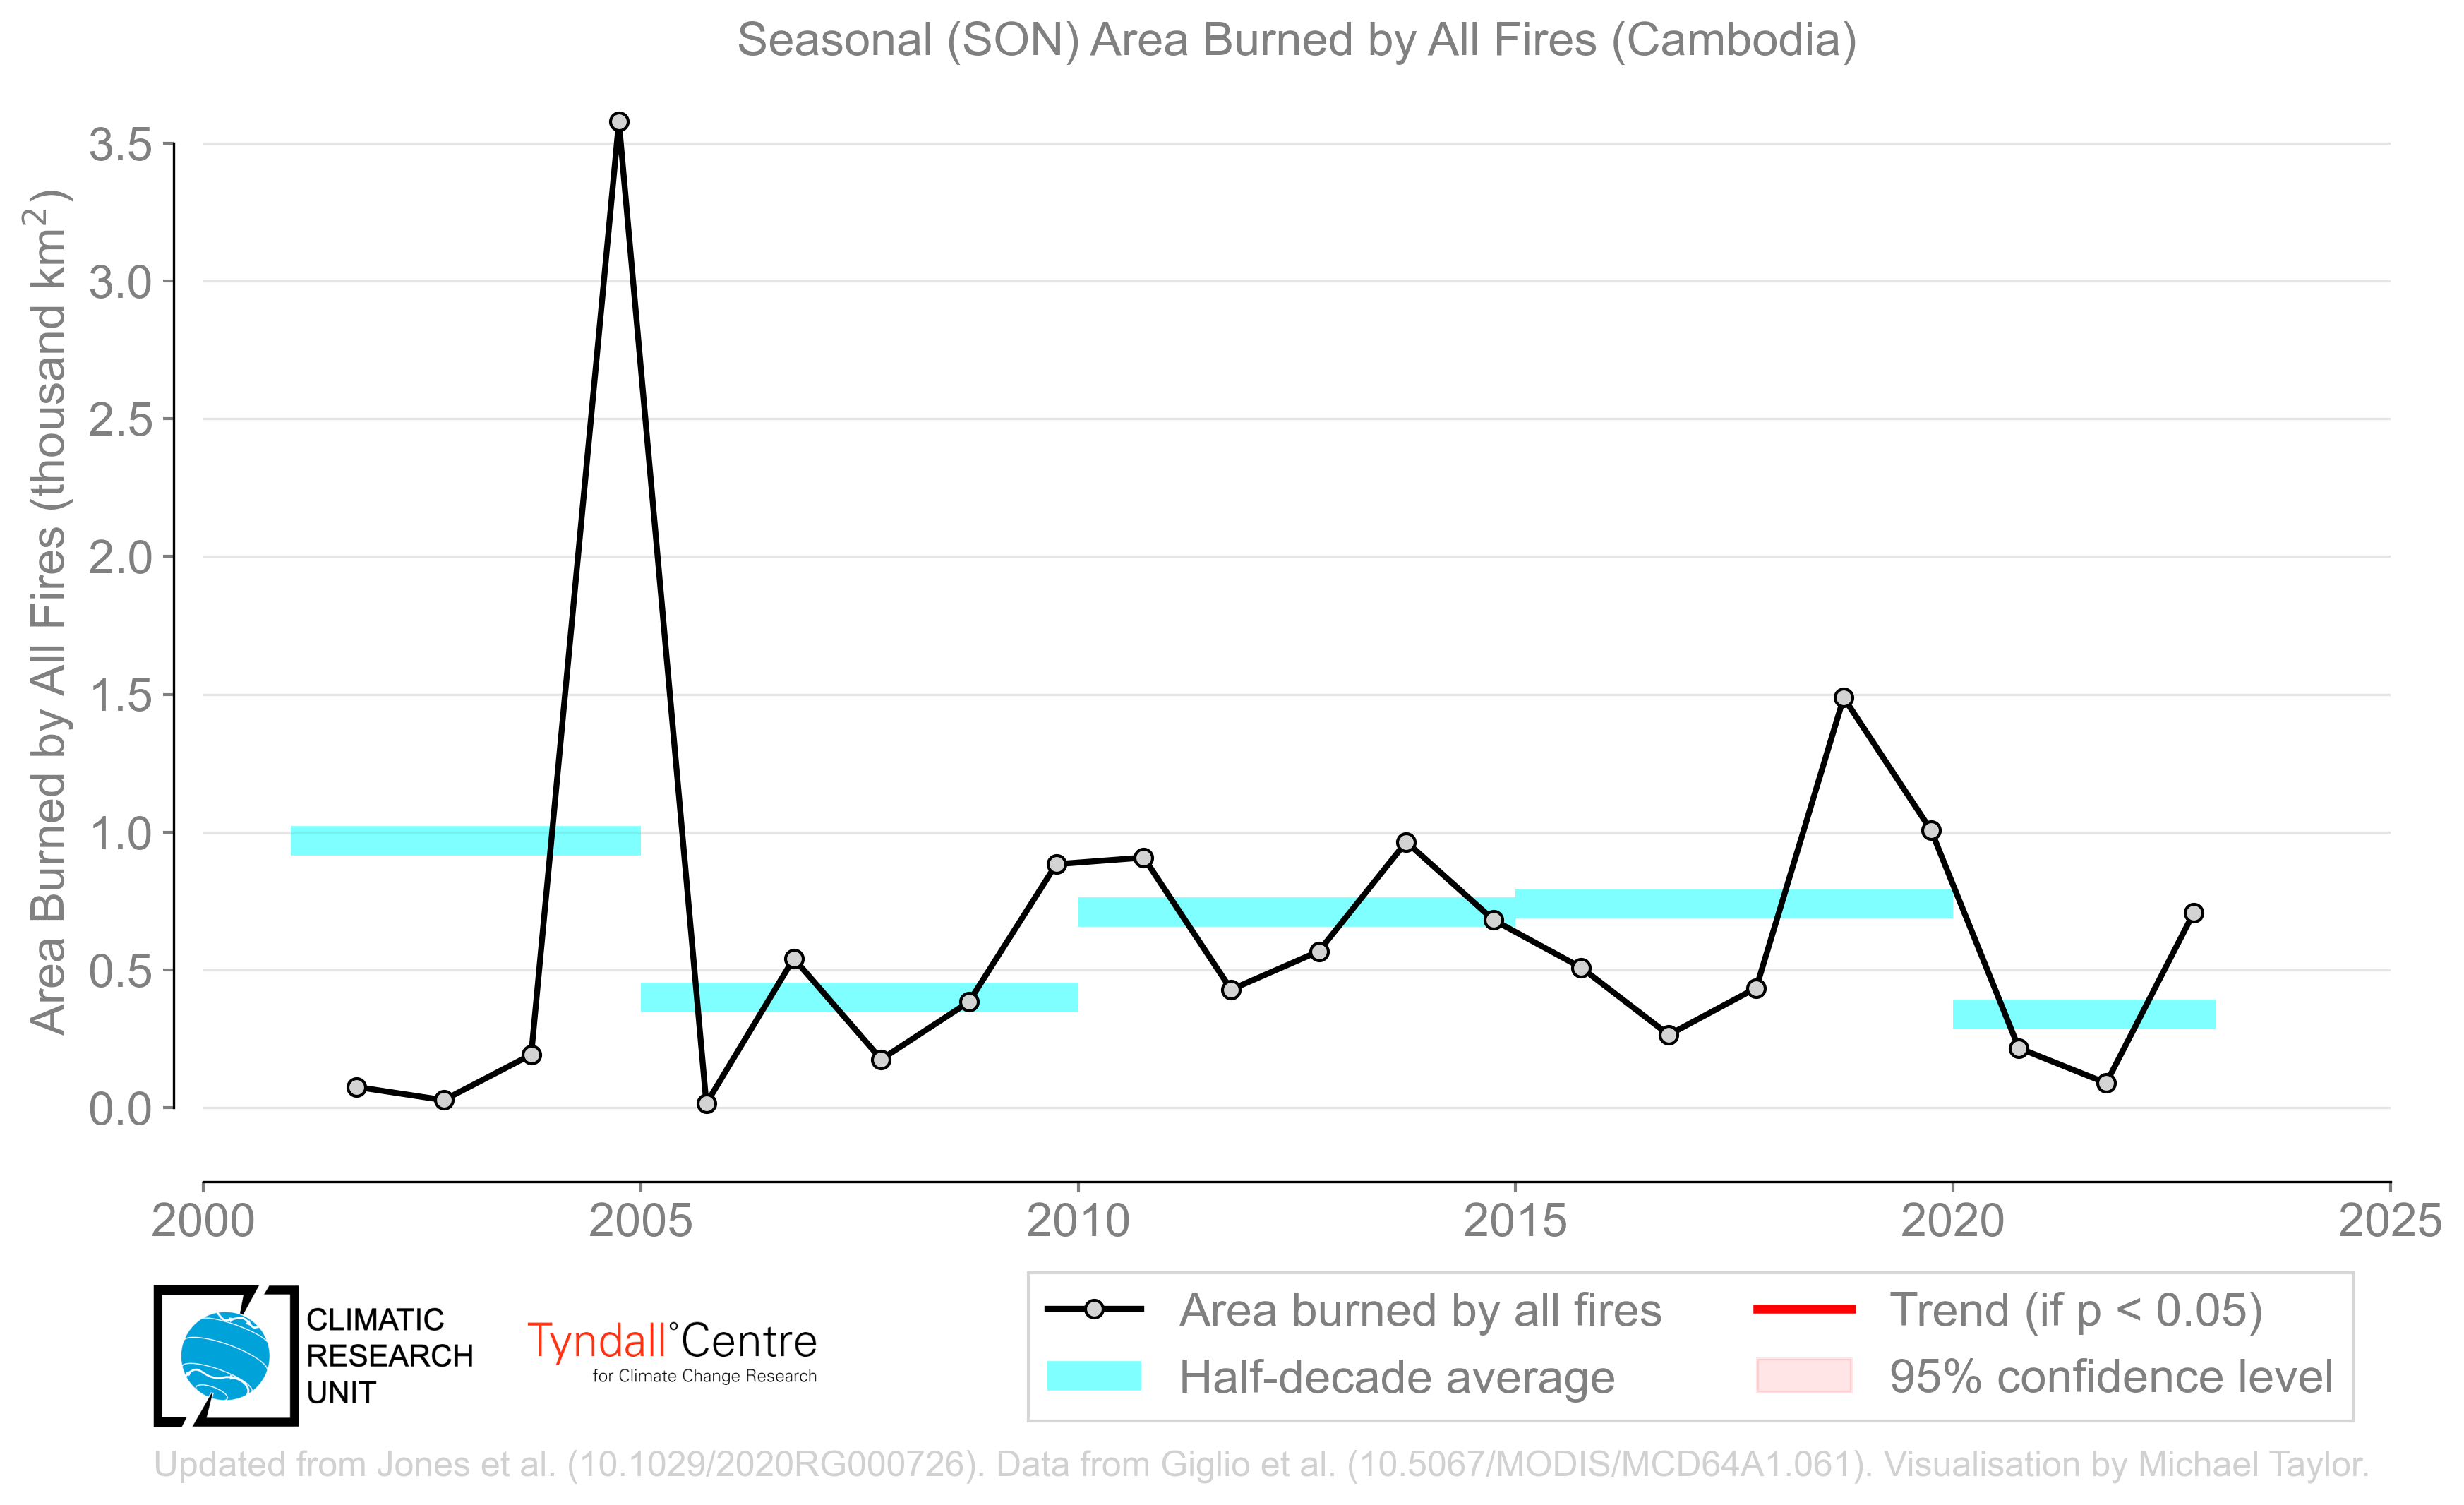 Seasonal (SON) Area Burned by All Fires (Cambodia)
Area Burned by All Fires (thousand km²)
3.5
3.0
2.5
2.0
1.5
1.0
0.5
0.0
2000 2005 2010 2015 2020 2025
Area burned by all fires
Half-decade average
Trend (if p < 0.05)
95% confidence level
CLIMATIC
RESEARCH
UNIT
Tyndall°Centre
for Climate Change Research
Updated from Jones et al. (10.1029/2020RG000726). Data from Giglio et al. (10.5067/MODIS/MCD64A1.061). Visualisation by Michael Taylor.